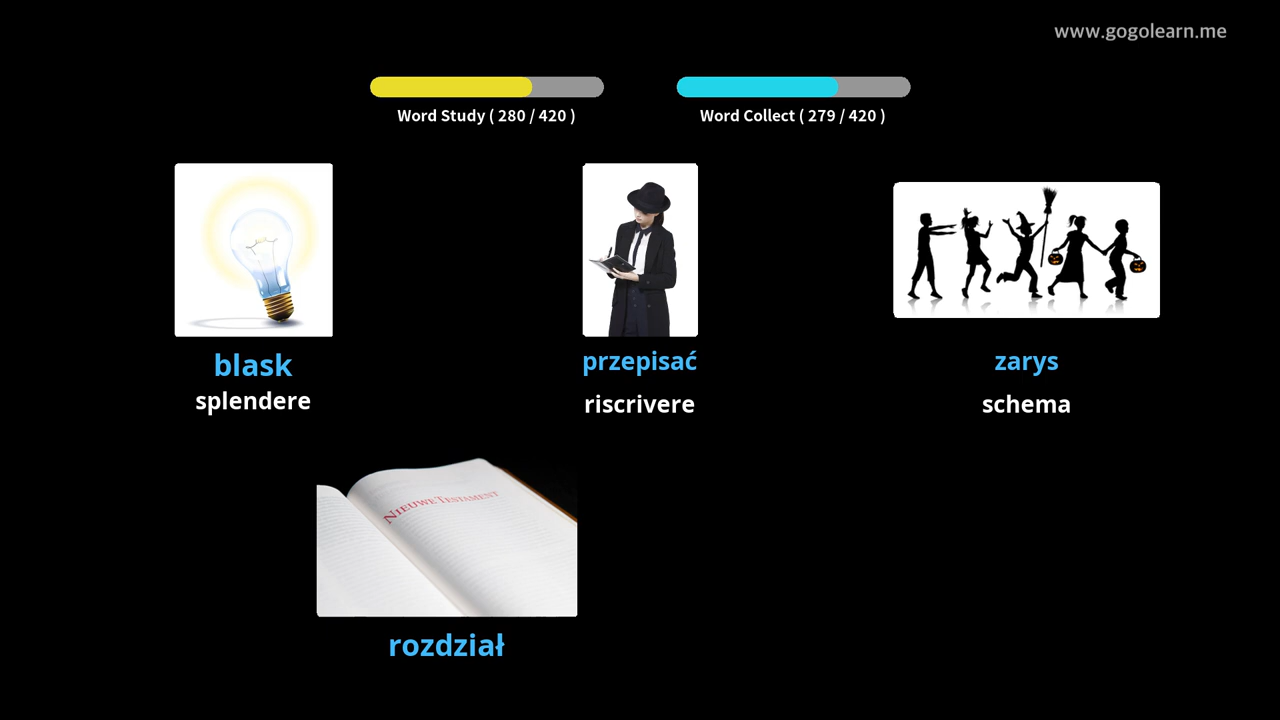 www.gogolearn.me
Word Study ( 280 / 420 )
Word Collect ( 279 / 420 )
blask
splendere
przepisać
riscrivere
zarys
schema
NIEUWE TESTAMENT
rozdział